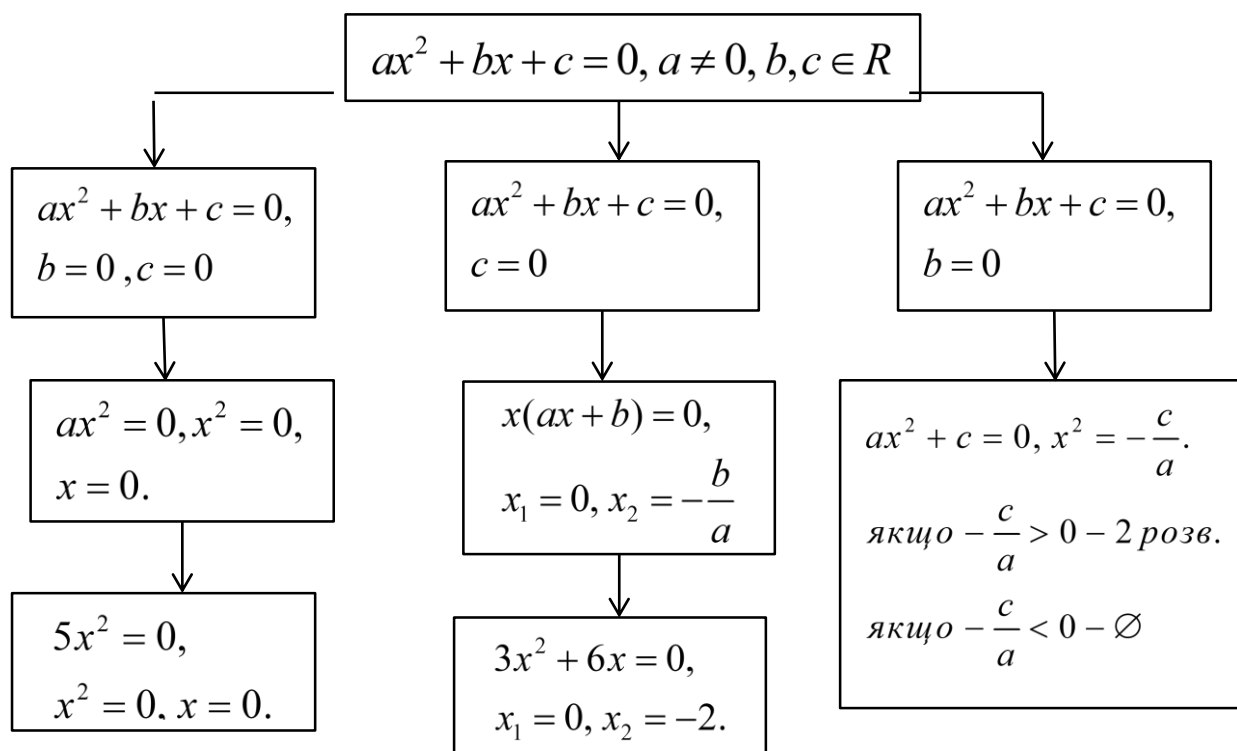 ax² + bx + c = 0, a ≠ 0, b, c ∈ R
ax² + bx + c = 0,
b = 0 , c = 0
ax² = 0, x² = 0,
x = 0.
5x² = 0,
x² = 0, x = 0.
ax² + bx + c = 0,
c = 0
x(ax + b) = 0,
x₁ = 0, x₂ = −b/a
3x² + 6x = 0,
x₁ = 0, x₂ = −2.
ax² + bx + c = 0,
b = 0
ax² + c = 0, x² = −c/a.
якщо −c/a > 0 − 2 розв.
якщо −c/a < 0 − ∅